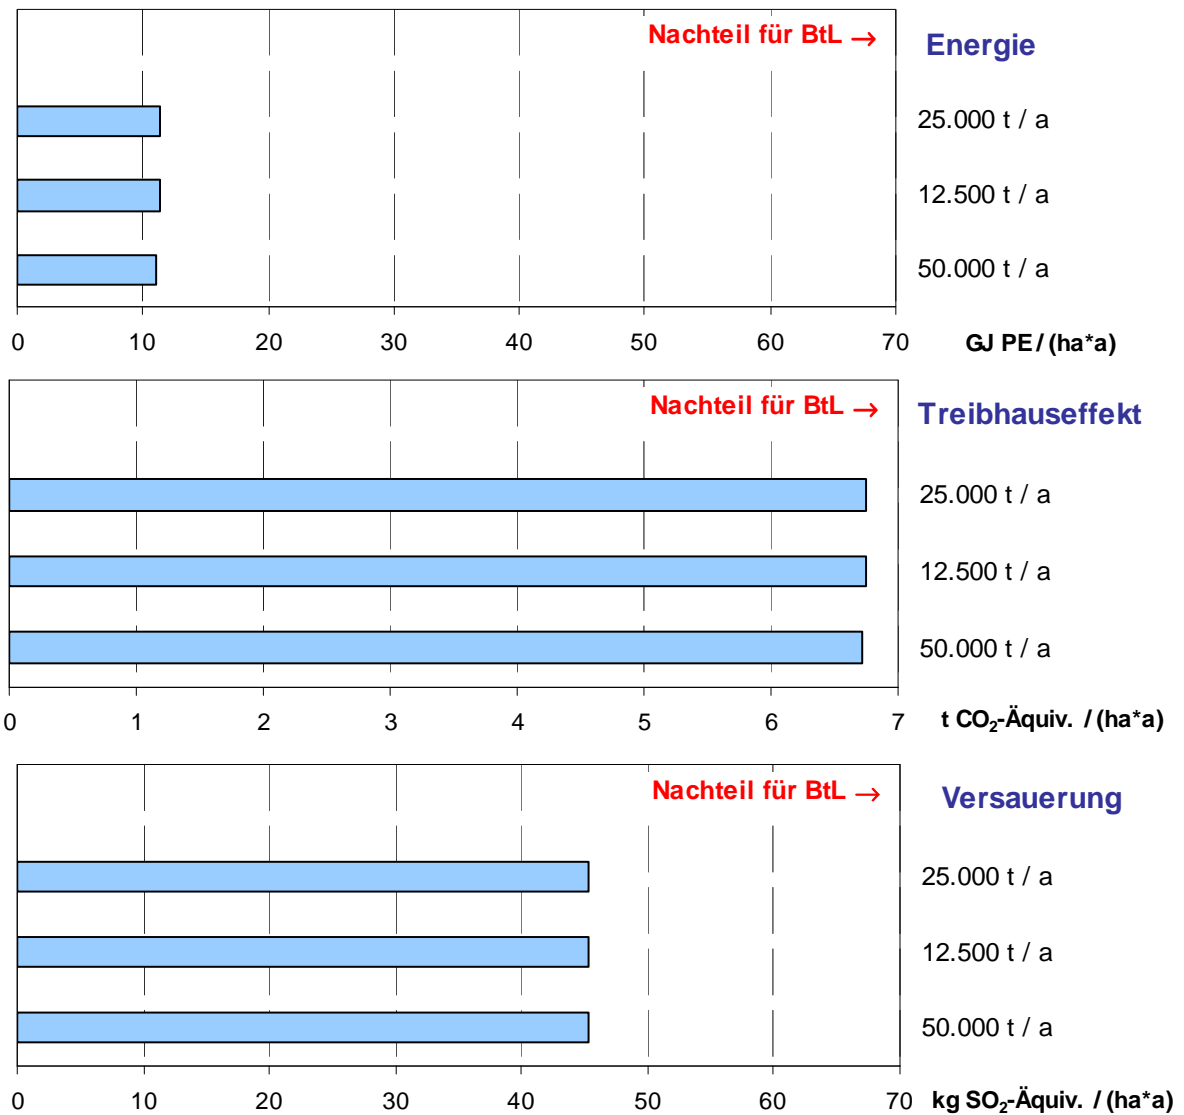 Nachteil für BtL →
Energie
25.000 t / a
12.500 t / a
50.000 t / a
0 10 20 30 40 50 60 70 GJ PE / (ha*a)
Nachteil für BtL →
Treibhauseffekt
25.000 t / a
12.500 t / a
50.000 t / a
0 1 2 3 4 5 6 7 t CO₂-Äquiv. / (ha*a)
Nachteil für BtL →
Versauerung
25.000 t / a
12.500 t / a
50.000 t / a
0 10 20 30 40 50 60 70 kg SO₂-Äquiv. / (ha*a)